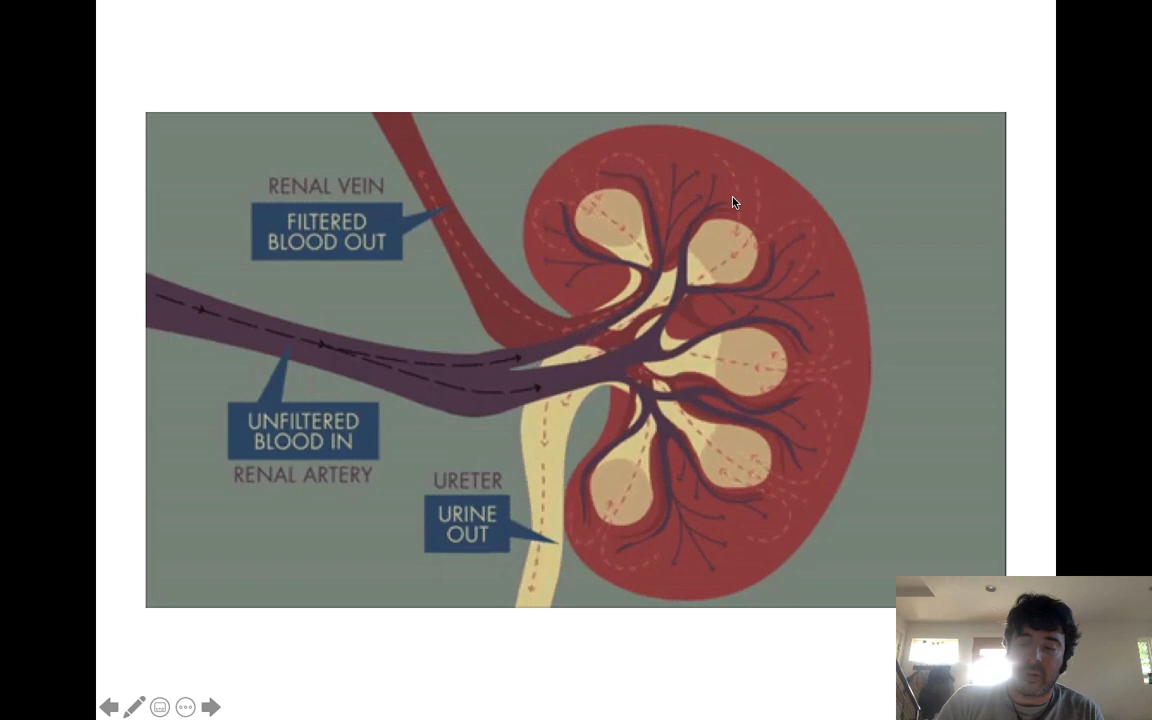 RENAL VEIN
FILTERED
BLOOD OUT
UNFILTERED
BLOOD IN
RENAL ARTERY
URETER
URINE
OUT